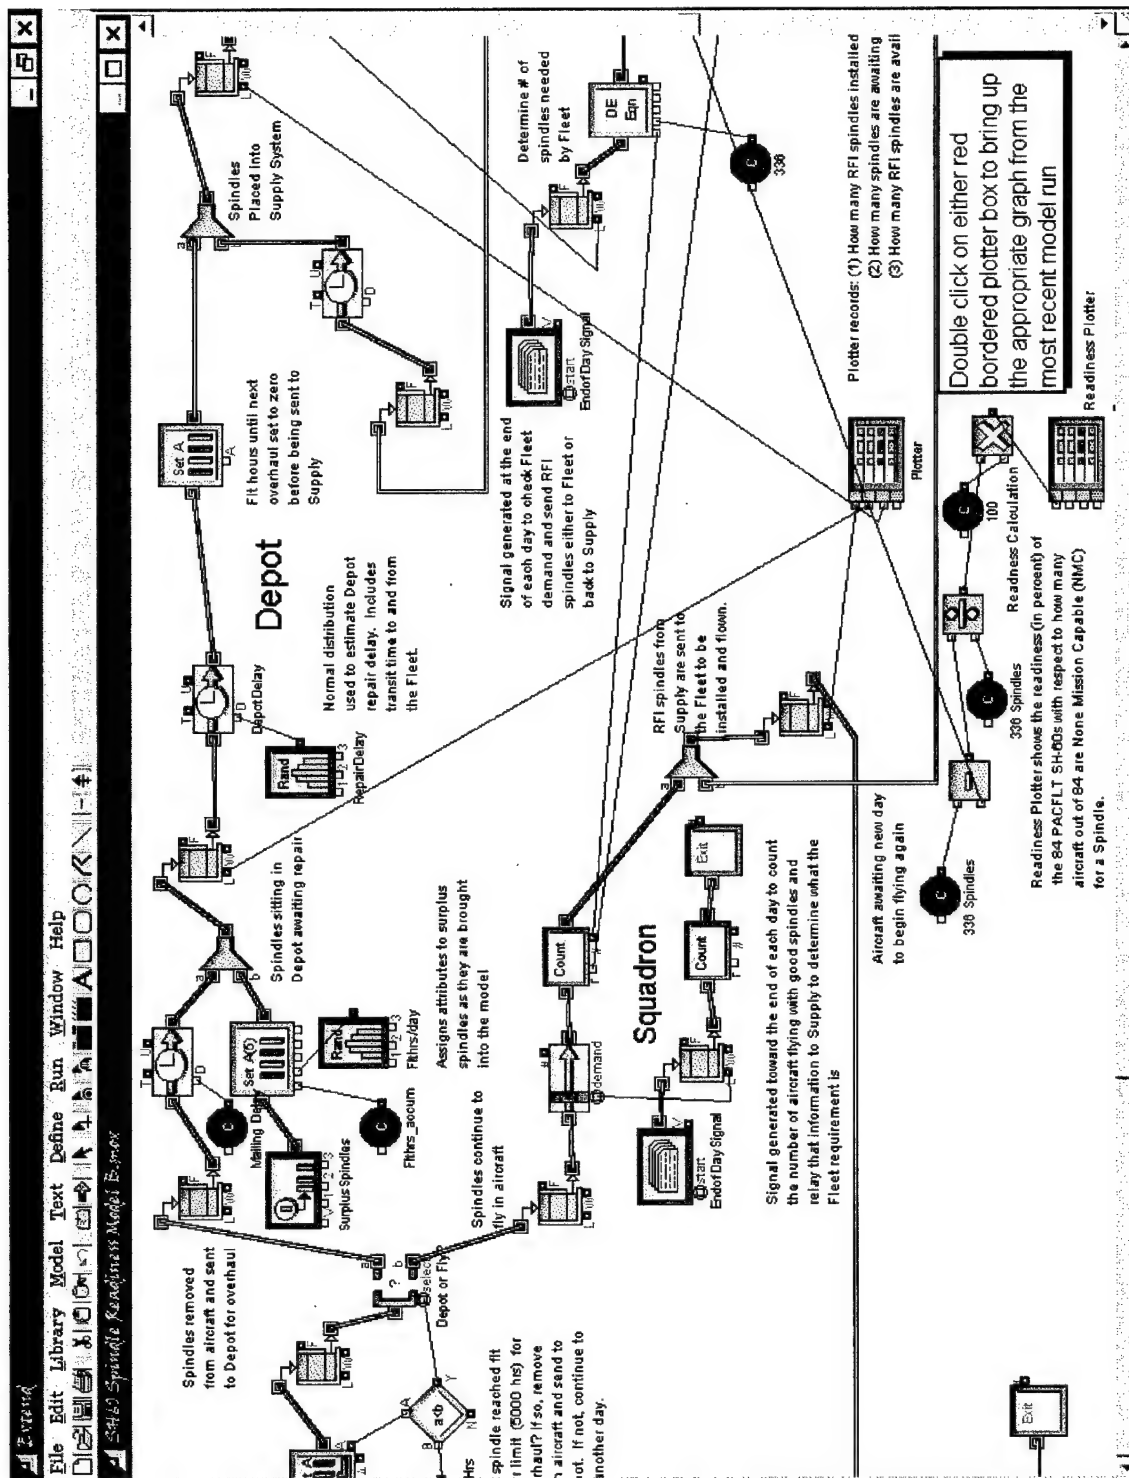 Extend
File Edit Library Model Text Define Run Window Help
SH60 Spindle Readiness Model B.mox
Spindles removed
from aircraft and sent
to Depot for overhaul
Mailing Delay
Set A(5)
Surplus Spindles
Rand
Flthrs/day
Flthrs_accum
Assigns attributes to surplus
spindles as they are brought
into the model
Spindles sitting in
Depot awaiting repair
Rand
RepairDelay
DepotDelay
Normal distribution
used to estimate Depot
repair delay. Includes
transit time to and from
the Fleet.
Depot
Set A
Flt hours until next
overhaul set to zero
before being sent to
Supply
Spindles
Placed Into
Supply System
Signal generated at the end
of each day to check Fleet
demand and send RFI
spindles either to Fleet or
back to Supply
start
EndofDaySignal
Determine # of
spindles needed
by Fleet
DE
Eqn
336
Set A
Hrs
a<b
spindle reached flt
r limit (5000 hrs) for
rhaul? If so, remove
n aircraft and send to
not. If not, continue to
another day.
select
Depot or Fly
Spindles continue to
fly in aircraft
demand
Count
Squadron
start
EndofDaySignal
Count
Exit
Signal generated toward the end of each day to count
the number of aircraft flying with good spindles and
relay that information to Supply to determine what the
Fleet requirement is
RFI spindles from
Supply are sent to
the Fleet to be
installed and flown.
Aircraft awaiting new day
to begin flying again
Plotter
Plotter records: (1) How many RFI spindles installed
(2) How many spindles are awaiting
(3) How many RFI spindles are avail
336 Spindles
336 Spindles
100
Readness Calculation
Readiness Plotter
Readiness Plotter shows the readiness (in percent) of
the 84 PACFLT SH-60s with respect to how many
aircraft out of 84 are None Mission Capable (NMC)
for a Spindle.
Double click on either red
bordered plotter box to bring up
the appropriate graph from the
most recent model run
Exit